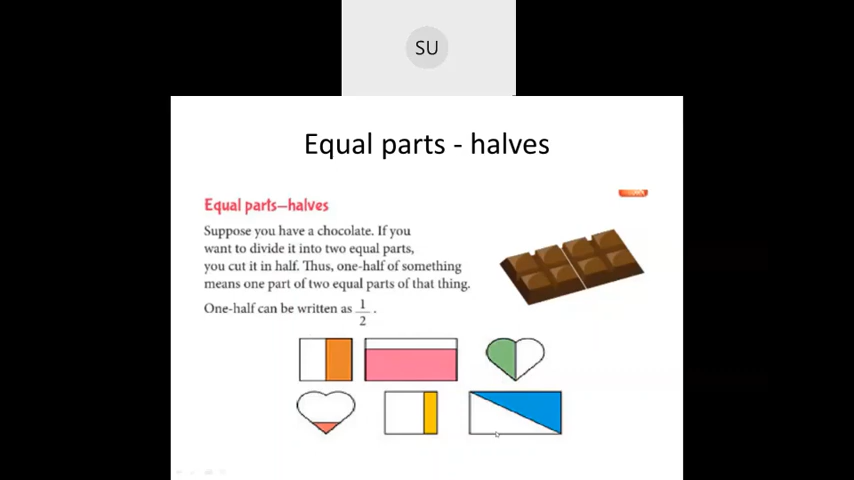 SU
Equal parts - halves
Equal parts—halves
Suppose you have a chocolate. If you
want to divide it into two equal parts,
you cut it in half. Thus, one-half of something
means one part of two equal parts of that thing.
One-half can be written as 1/2.